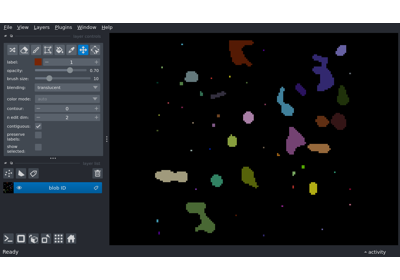 File View Layers Plugins Window Help
layer controls
label: 1
opacity: 0.70
brush size: 10
blending: translucent
color mode: auto
contour: 0
n edit dim: 2
contiguous:
preserve labels:
show selected:
layer list
blob ID
Ready
activity